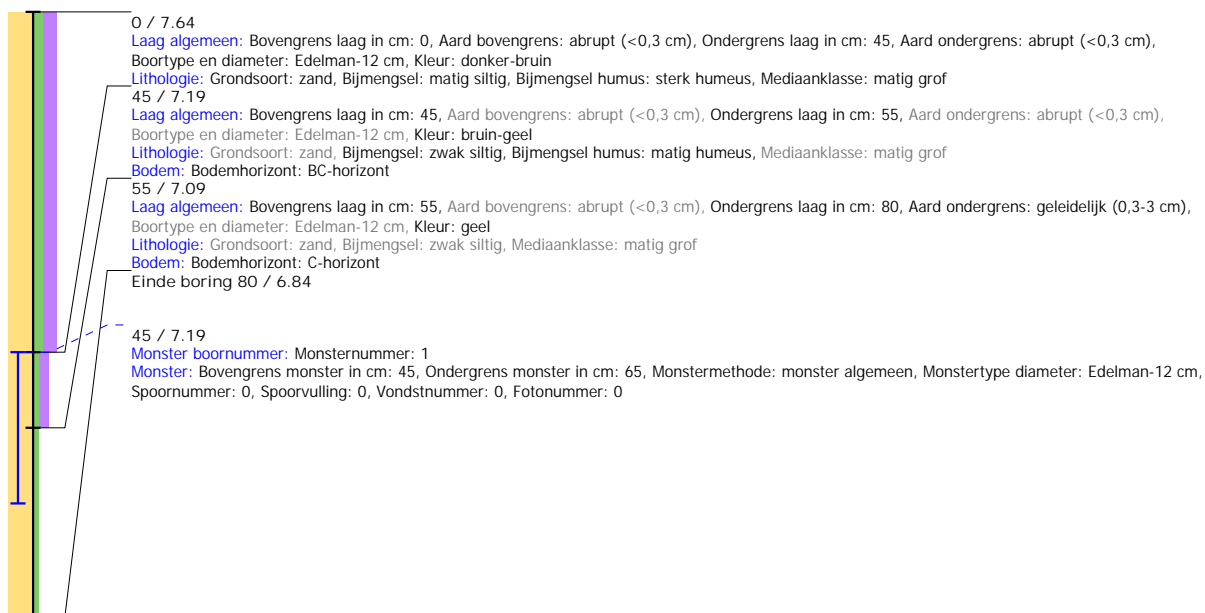 0 / 7.64
Laag algemeen: Bovengrens laag in cm: 0, Aard bovengrens: abrupt (<0,3 cm), Ondergrens laag in cm: 45, Aard ondergrens: abrupt (<0,3 cm),
Boortype en diameter: Edelman-12 cm, Kleur: donker-bruin
Lithologie: Grondsoort: zand, Bijmengsel: matig siltig, Bijmengsel humus: sterk humeus, Mediaanklasse: matig grof
45 / 7.19
Laag algemeen: Bovengrens laag in cm: 45, Aard bovengrens: abrupt (<0,3 cm), Ondergrens laag in cm: 55, Aard ondergrens: abrupt (<0,3 cm),
Boortype en diameter: Edelman-12 cm, Kleur: bruin-geel
Lithologie: Grondsoort: zand, Bijmengsel: zwak siltig, Bijmengsel humus: matig humeus, Mediaanklasse: matig grof
Bodem: Bodemhorizont: BC-horizont
55 / 7.09
Laag algemeen: Bovengrens laag in cm: 55, Aard bovengrens: abrupt (<0,3 cm), Ondergrens laag in cm: 80, Aard ondergrens: geleidelijk (0,3-3 cm),
Boortype en diameter: Edelman-12 cm, Kleur: geel
Lithologie: Grondsoort: zand, Bijmengsel: zwak siltig, Mediaanklasse: matig grof
Bodem: Bodemhorizont: C-horizont
Einde boring 80 / 6.84
45 / 7.19
Monster boornummer: Monsternummer: 1
Monster: Bovengrens monster in cm: 45, Ondergrens monster in cm: 65, Monstermethode: monster algemeen, Monstertype diameter: Edelman-12 cm,
Spoornummer: 0, Spoorvulling: 0, Vondstnummer: 0, Fotonummer: 0